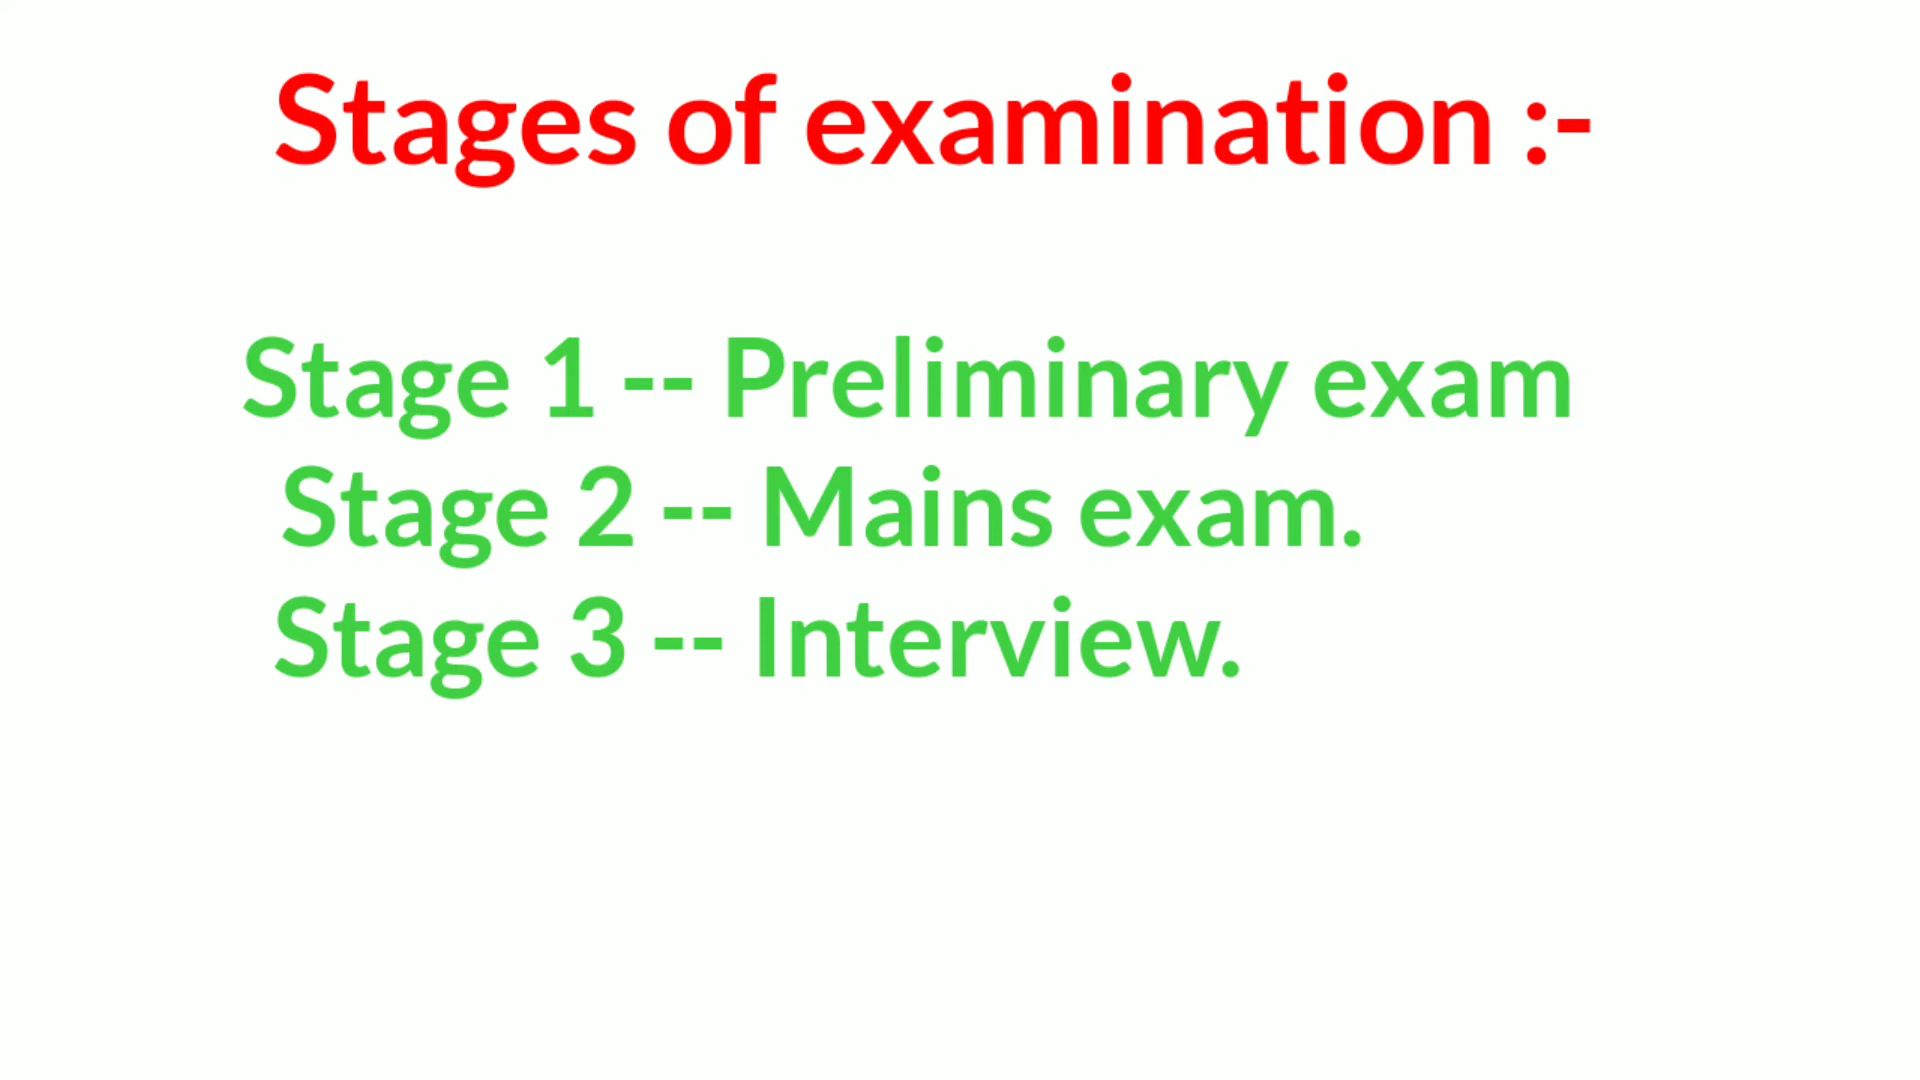 Stages of examination :-
Stage 1 -- Preliminary exam
Stage 2 -- Mains exam.
Stage 3 -- Interview.